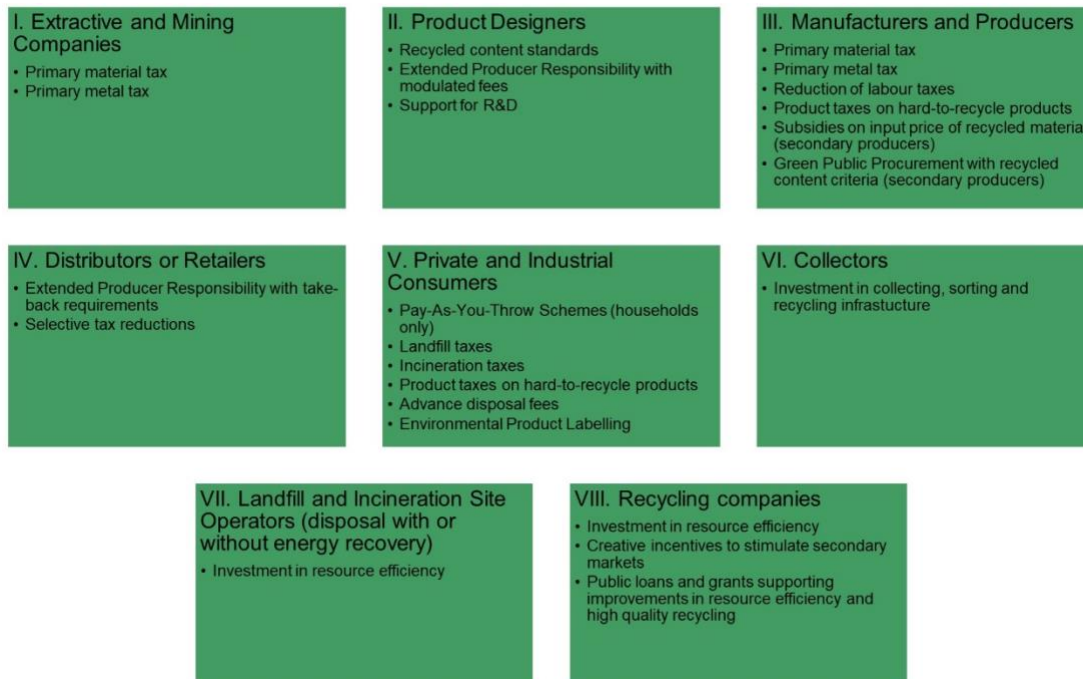 I. Extractive and Mining
Companies
• Primary material tax
• Primary metal tax
II. Product Designers
• Recycled content standards
• Extended Producer Responsibility with
modulated fees
• Support for R&D
III. Manufacturers and Producers
• Primary material tax
• Primary metal tax
• Reduction of labour taxes
• Product taxes on hard-to-recycle products
• Subsidies on input price of recycled material
(secondary producers)
• Green Public Procurement with recycled
content criteria (secondary producers)
IV. Distributors or Retailers
• Extended Producer Responsibility with take-
back requirements
• Selective tax reductions
V. Private and Industrial
Consumers
• Pay-As-You-Throw Schemes (households
only)
• Landfill taxes
• Incineration taxes
• Product taxes on hard-to-recycle products
• Advance disposal fees
• Environmental Product Labelling
VI. Collectors
• Investment in collecting, sorting and
recycling infrastucture
VII. Landfill and Incineration Site
Operators (disposal with or
without energy recovery)
• Investment in resource efficiency
VIII. Recycling companies
• Investment in resource efficiency
• Creative incentives to stimulate secondary
markets
• Public loans and grants supporting
improvements in resource efficiency and
high quality recycling